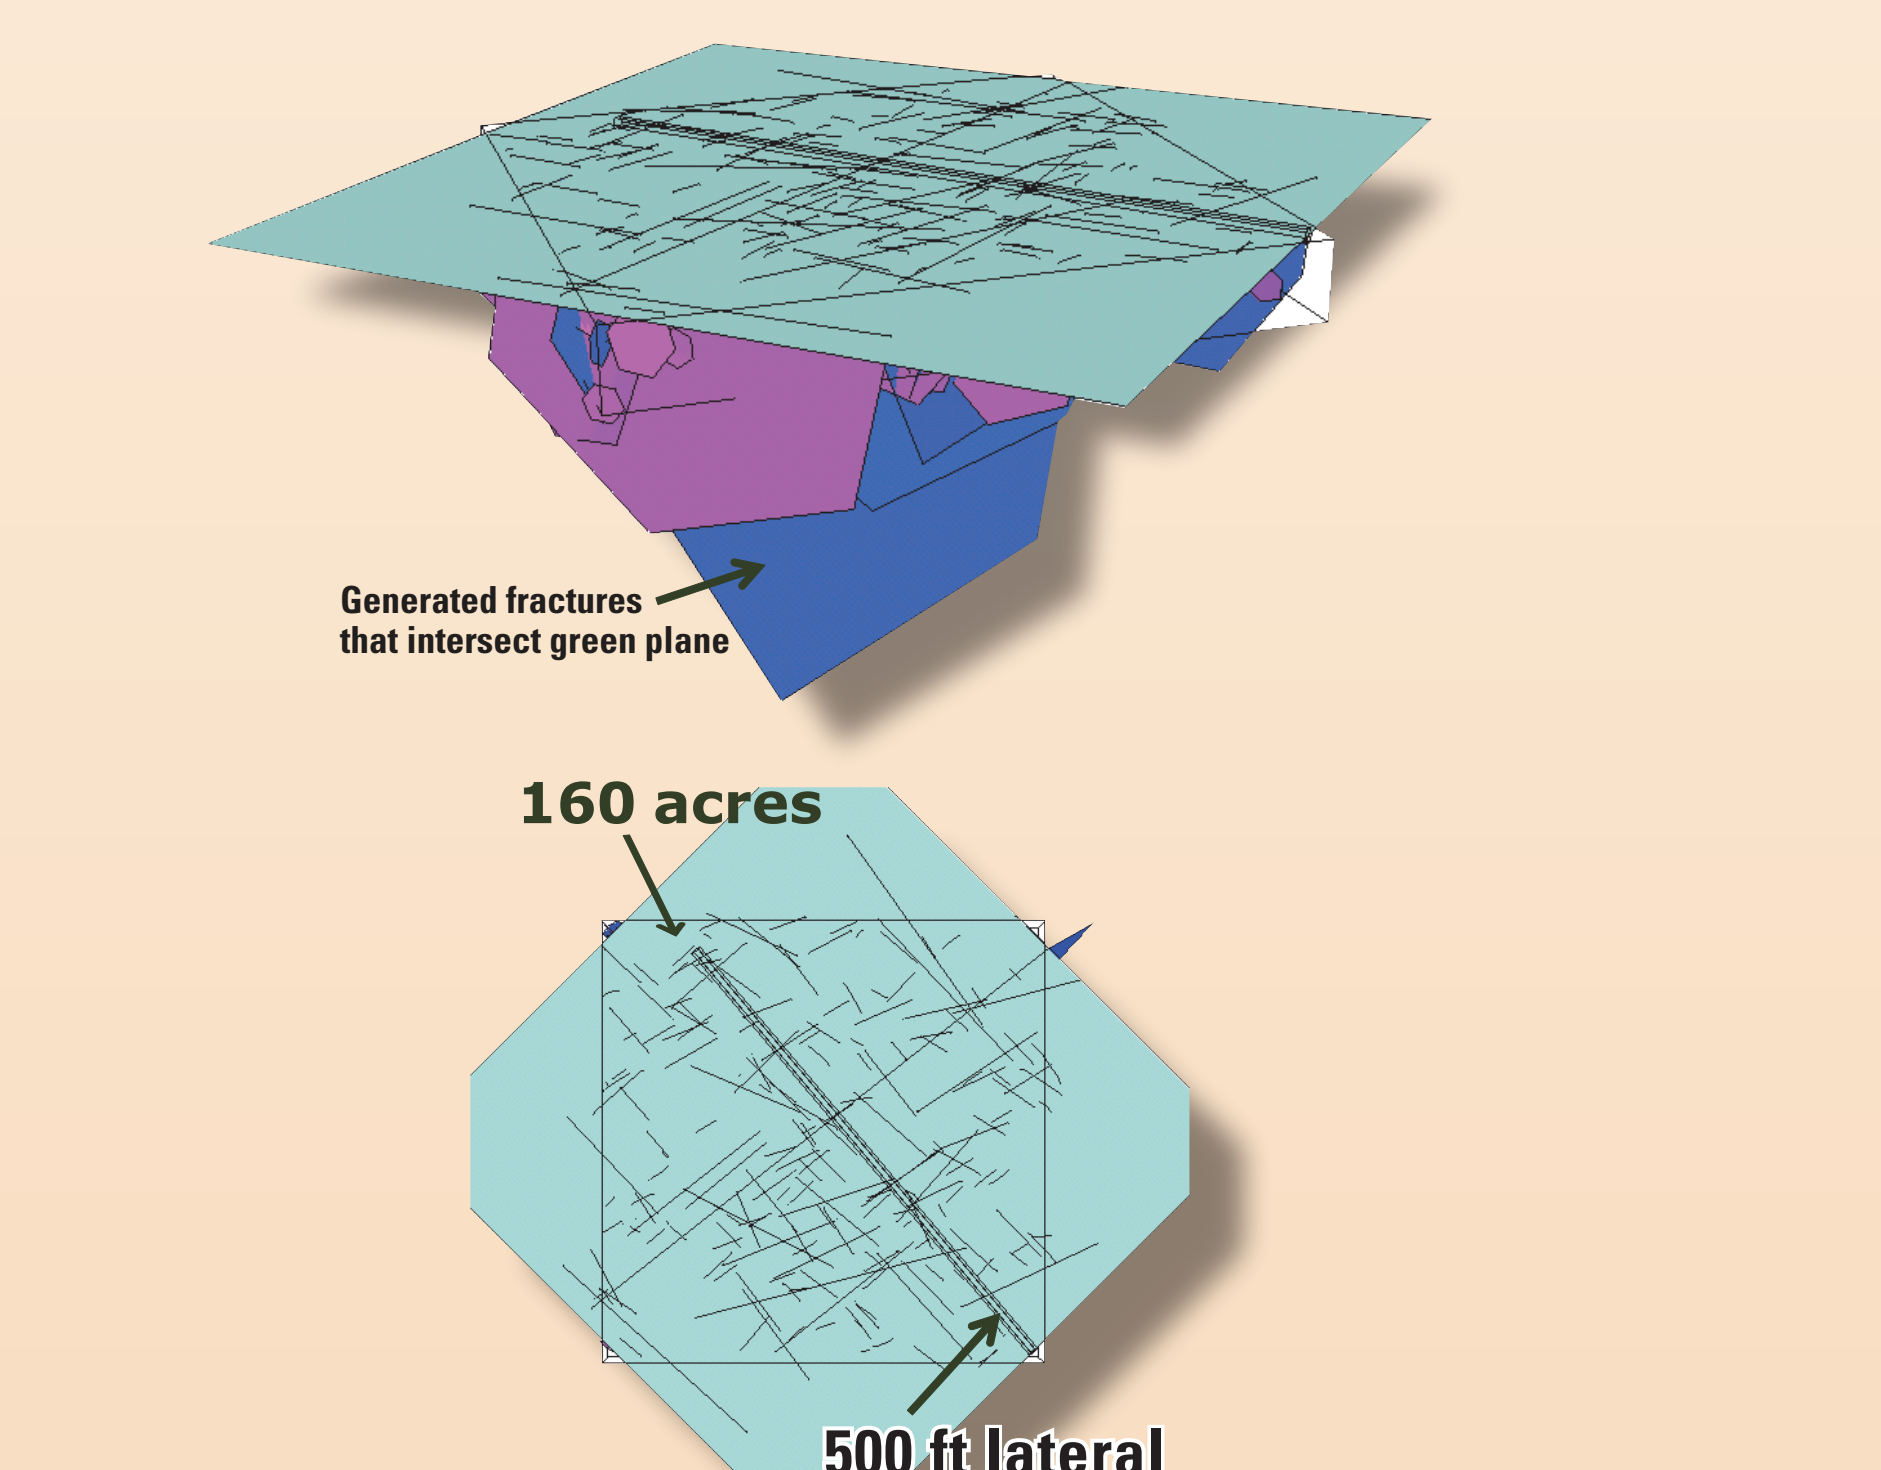 Generated fractures
that intersect green plane
160 acres
500 ft lateral